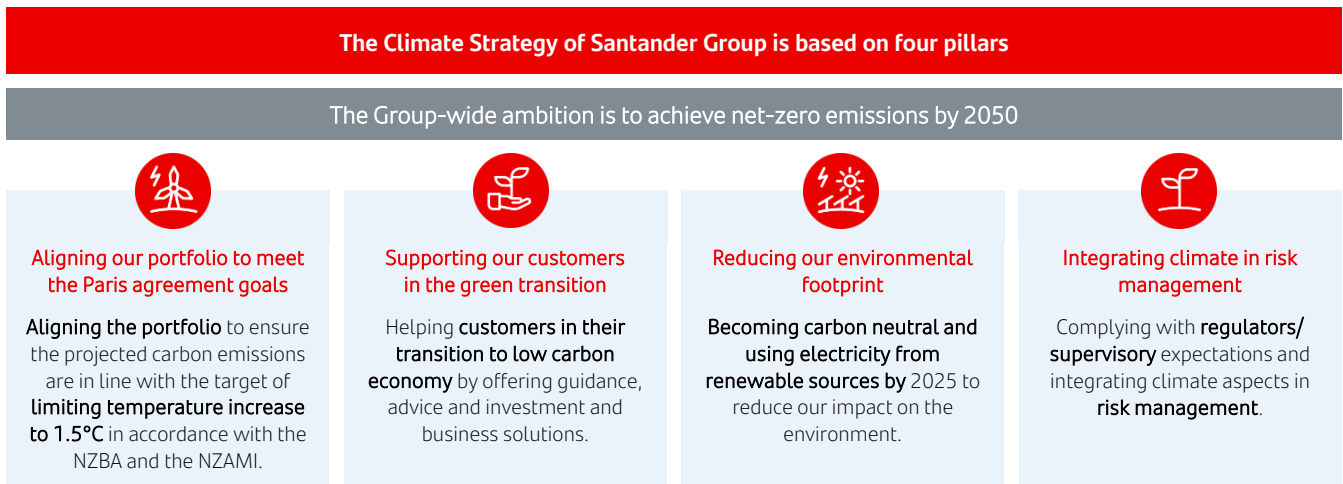 The Climate Strategy of Santander Group is based on four pillars
The Group-wide ambition is to achieve net-zero emissions by 2050
Aligning our portfolio to meet
the Paris agreement goals
Aligning the portfolio to ensure
the projected carbon emissions
are in line with the target of
limiting temperature increase
to 1.5°C in accordance with the
NZBA and the NZAMI.
Supporting our customers
in the green transition
Helping customers in their
transition to low carbon
economy by offering guidance,
advice and investment and
business solutions.
Reducing our environmental
footprint
Becoming carbon neutral and
using electricity from
renewable sources by 2025 to
reduce our impact on the
environment.
Integrating climate in risk
management
Complying with regulators/
supervisory expectations and
integrating climate aspects in
risk management.